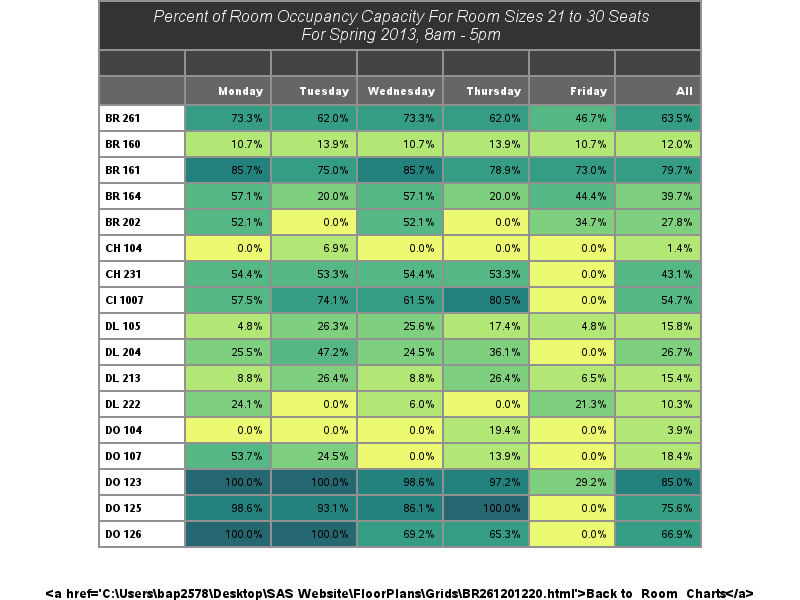 Percent of Room Occupancy Capacity For Room Sizes 21 to 30 Seats
For Spring 2013, 8am - 5pm
Monday Tuesday Wednesday Thursday Friday All
BR 261 73.3% 62.0% 73.3% 62.0% 46.7% 63.5%
BR 160 10.7% 13.9% 10.7% 13.9% 10.7% 12.0%
BR 161 85.7% 75.0% 85.7% 78.9% 73.0% 79.7%
BR 164 57.1% 20.0% 57.1% 20.0% 44.4% 39.7%
BR 202 52.1% 0.0% 52.1% 0.0% 34.7% 27.8%
CH 104 0.0% 6.9% 0.0% 0.0% 0.0% 1.4%
CH 231 54.4% 53.3% 54.4% 53.3% 0.0% 43.1%
CI 1007 57.5% 74.1% 61.5% 80.5% 0.0% 54.7%
DL 105 4.8% 26.3% 25.6% 17.4% 4.8% 15.8%
DL 204 25.5% 47.2% 24.5% 36.1% 0.0% 26.7%
DL 213 8.8% 26.4% 8.8% 26.4% 6.5% 15.4%
DL 222 24.1% 0.0% 6.0% 0.0% 21.3% 10.3%
DO 104 0.0% 0.0% 0.0% 19.4% 0.0% 3.9%
DO 107 53.7% 24.5% 0.0% 13.9% 0.0% 18.4%
DO 123 100.0% 100.0% 98.6% 97.2% 29.2% 85.0%
DO 125 98.6% 93.1% 86.1% 100.0% 0.0% 75.6%
DO 126 100.0% 100.0% 69.2% 65.3% 0.0% 66.9%
<a href='C:\Users\bap2578\Desktop\SAS Website\FloorPlans\Grids\BR261201220.html'>Back to Room Charts</a>